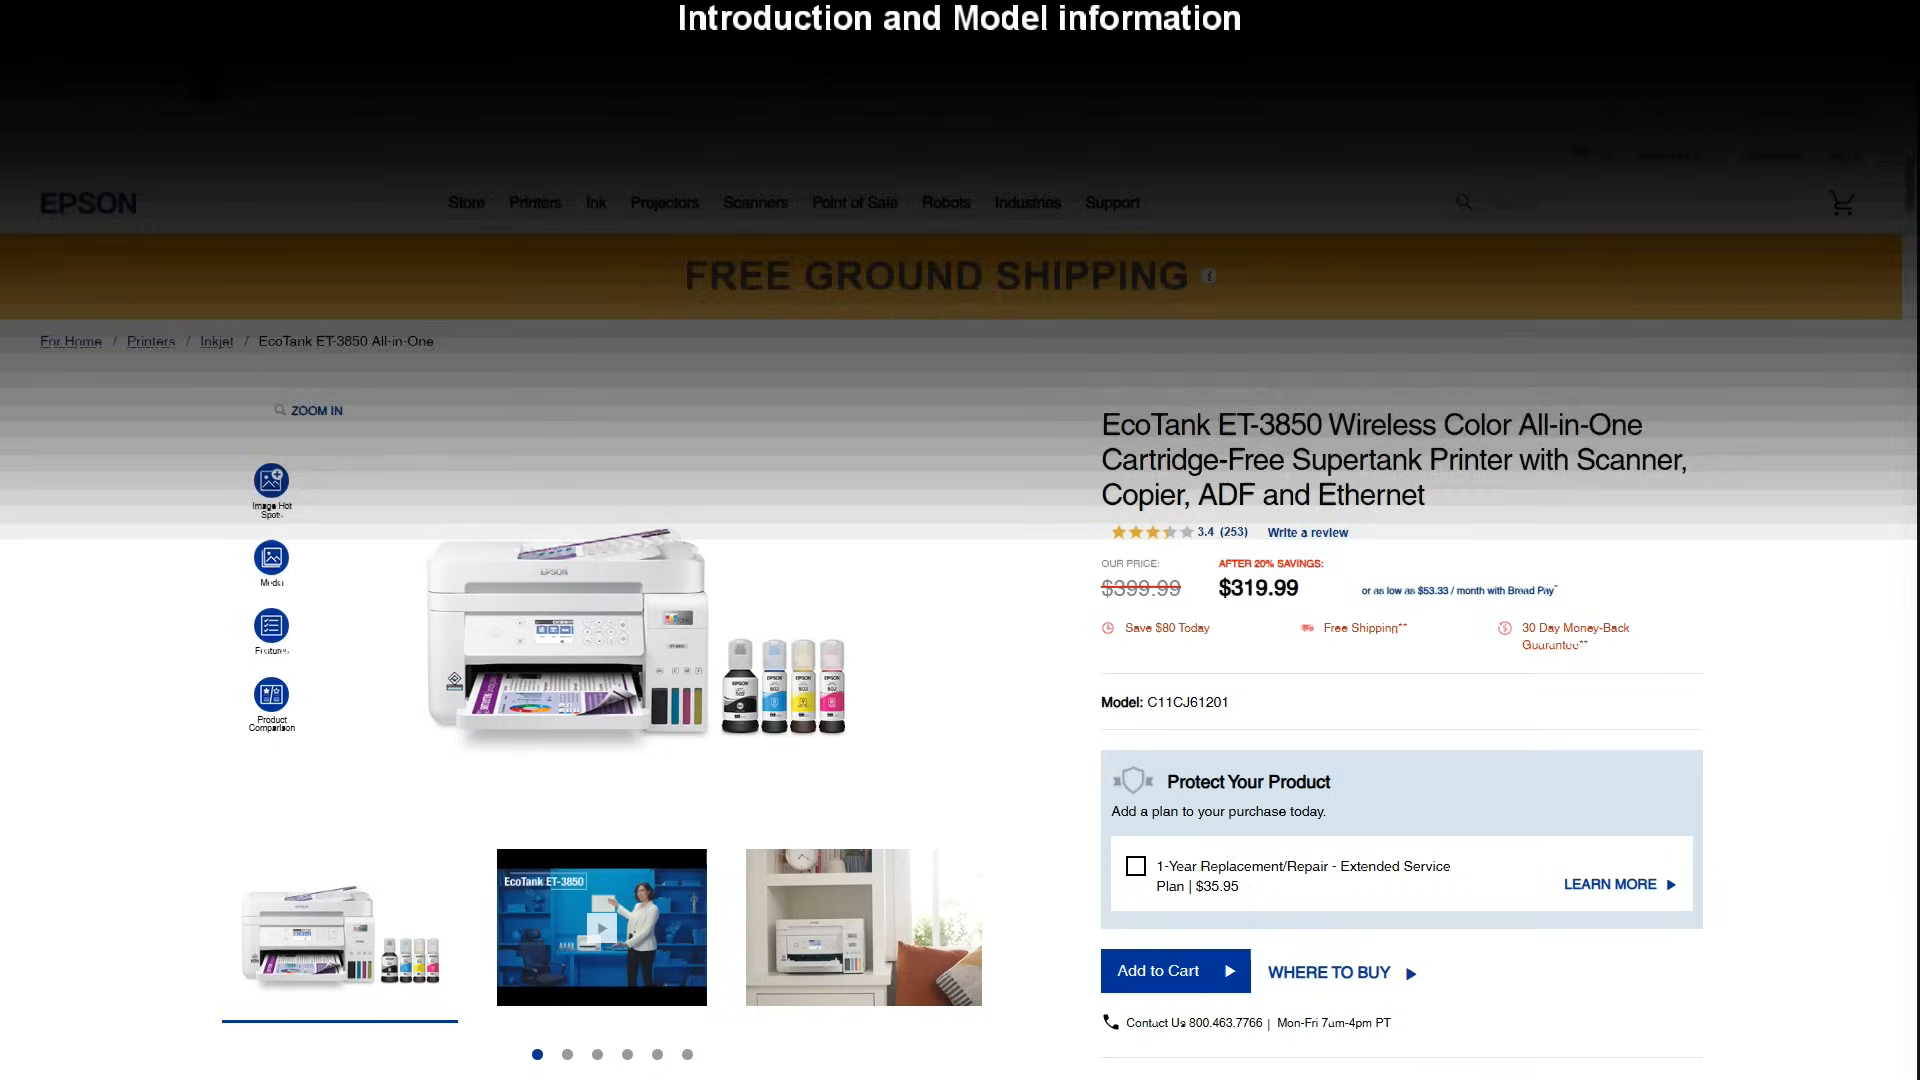 Introduction and Model information
EPSON
Store Printers Ink Projectors Scanners Point of Sale Robots Industries Support
FREE GROUND SHIPPING
For Home / Printers / Inkjet / EcoTank ET-3850 All-in-One
ZOOM IN
Image Hot
Spots
Media
Features
Product
Comparison
EPSON
EcoTank ET-3850 Wireless Color All-in-One
Cartridge-Free Supertank Printer with Scanner,
Copier, ADF and Ethernet
3.4 (253) Write a review
OUR PRICE: AFTER 20% SAVINGS:
$399.99 $319.99 or as low as $53.33 / month with Bread Pay™
Save $80 Today Free Shipping** 30 Day Money-Back
Guarantee**
Model: C11CJ61201
Protect Your Product
Add a plan to your purchase today.
1-Year Replacement/Repair - Extended Service
Plan | $35.95
LEARN MORE
Add to Cart WHERE TO BUY
Contact Us 800.463.7766 | Mon-Fri 7am-4pm PT
EcoTank ET-3850